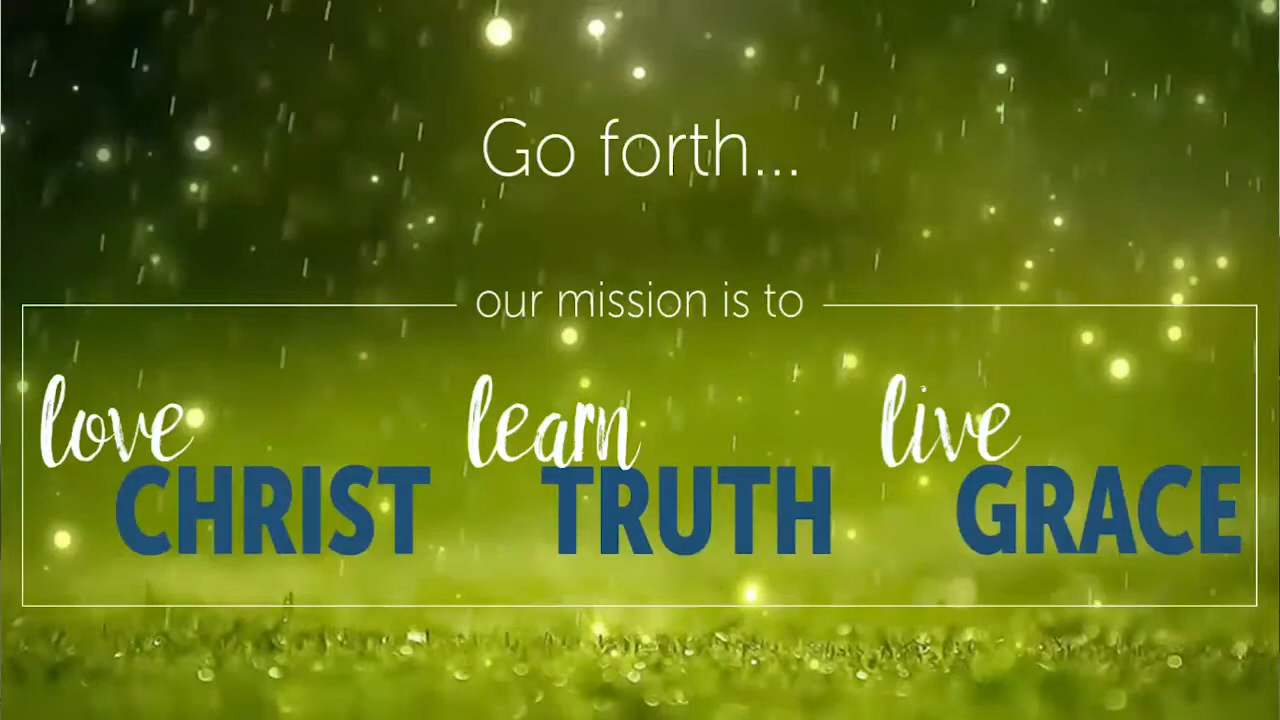 Go forth...
our mission is to
love learn live
CHRIST TRUTH GRACE